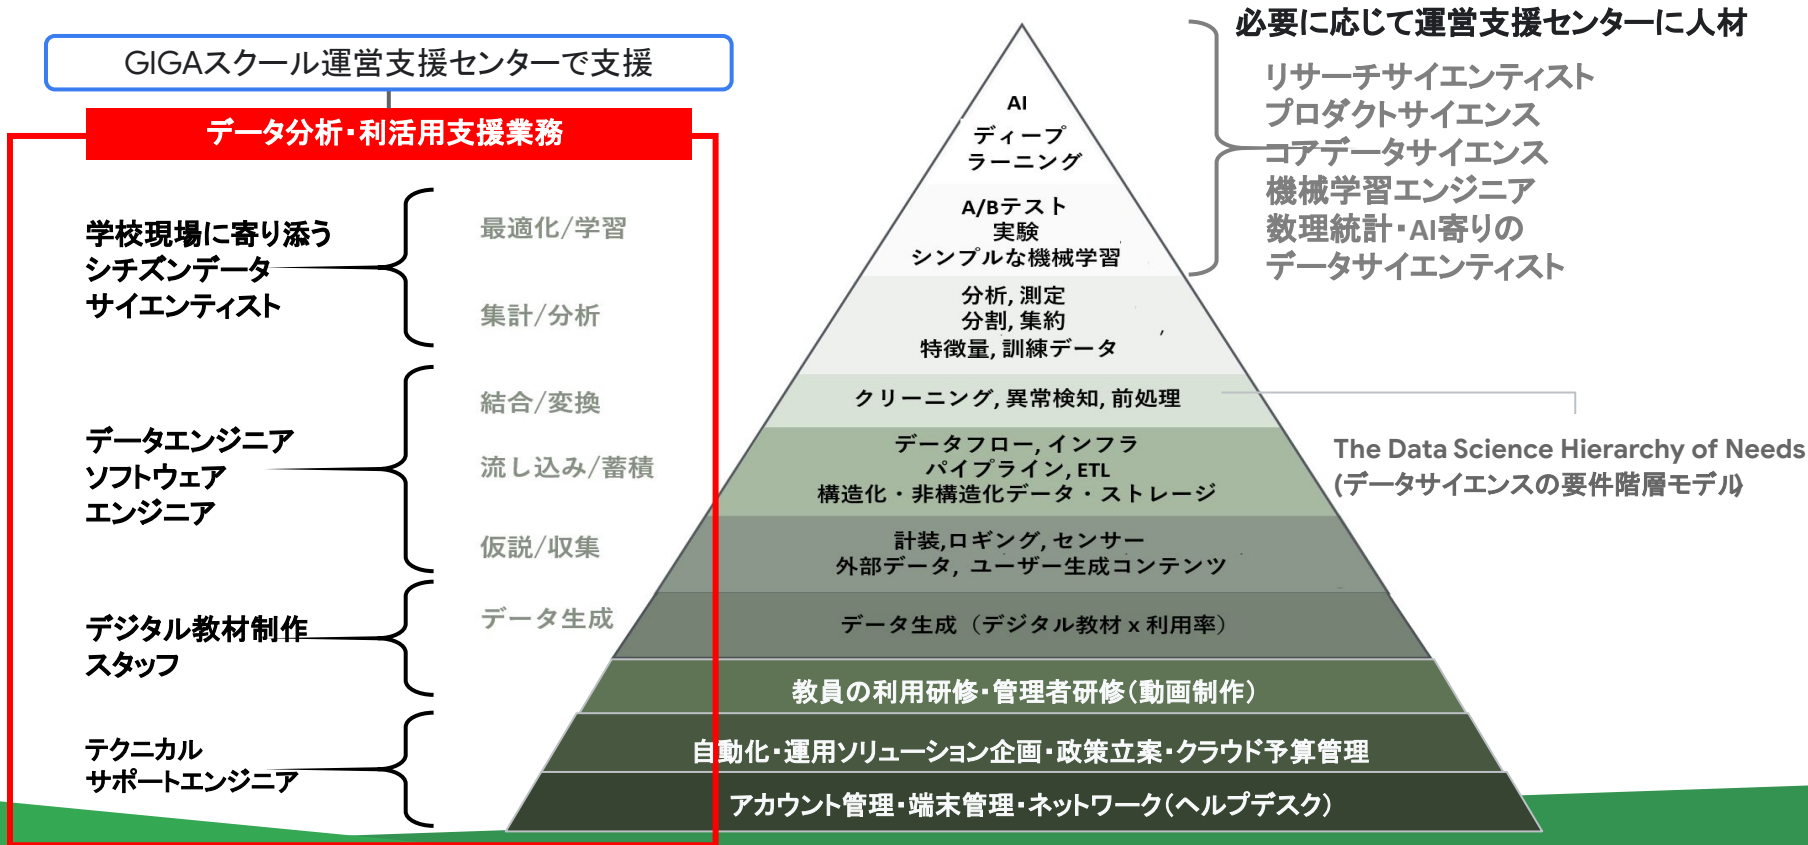 GIGAスクール運営支援センターで支援
データ分析・利活用支援業務
学校現場に寄り添う
シチズンデータ
サイエンティスト
データエンジニア
ソフトウェア
エンジニア
デジタル教材制作
スタッフ
テクニカル
サポートエンジニア
最適化/学習
集計/分析
結合/変換
流し込み/蓄積
仮説/収集
データ生成
AI
ディープ
ラーニング
A/Bテスト
実験
シンプルな機械学習
分析, 測定
分割, 集約
特徴量, 訓練データ
クリーニング, 異常検知, 前処理
データフロー, インフラ
パイプライン, ETL
構造化・非構造化データ・ストレージ
計装,ロギング, センサー
外部データ, ユーザー生成コンテンツ
データ生成（デジタル教材 x 利用率）
教員の利用研修・管理者研修（動画制作）
自動化・運用ソリューション企画・政策立案・クラウド予算管理
アカウント管理・端末管理・ネットワーク（ヘルプデスク）
必要に応じて運営支援センターに人材
リサーチサイエンティスト
プロダクトサイエンス
コアデータサイエンス
機械学習エンジニア
数理統計・AI寄りの
データサイエンティスト
The Data Science Hierarchy of Needs
(データサイエンスの要件階層モデル)